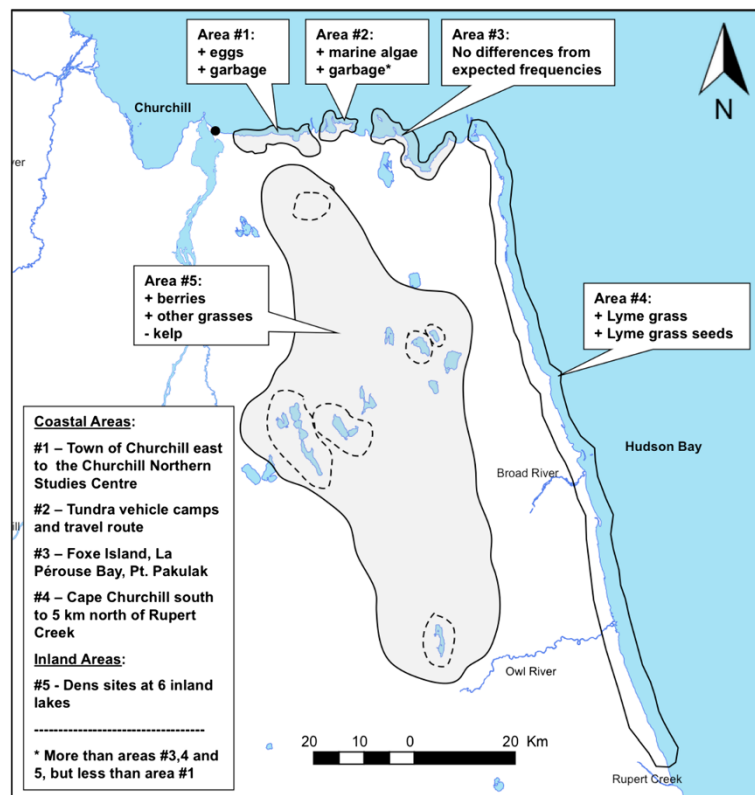 Area #1:
+ eggs
+ garbage
Area #2:
+ marine algae
+ garbage*
Area #3:
No differences from
expected frequencies
Churchill
N
ver
Area #5:
+ berries
+ other grasses
- kelp
Area #4:
+ Lyme grass
+ Lyme grass seeds
Hudson Bay
Broad River
Coastal Areas:
#1 – Town of Churchill east
to the Churchill Northern
Studies Centre
#2 – Tundra vehicle camps
and travel route
#3 – Foxe Island, La
Pérouse Bay, Pt. Pakulak
#4 – Cape Churchill south
to 5 km north of Rupert
Creek
Inland Areas:
#5 - Dens sites at 6 inland
lakes
* More than areas #3,4 and
5, but less than area #1
ill
Owl River
20 10 0 20 Km
Rupert Creek